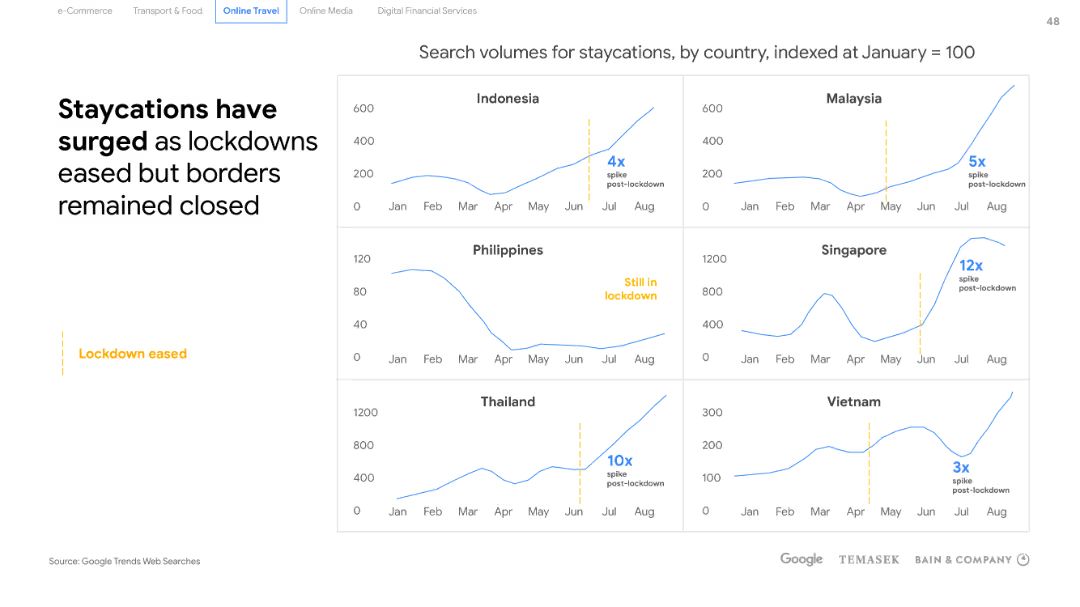 e-Commerce
Transport & Food
Online Travel
Online Media
Digital Financial Services
48
Staycations have
surged as lockdowns
eased but borders
remained closed
Lockdown eased
Search volumes for staycations, by country, indexed at January = 100
Indonesia
600
400
200
0
4x
spike
post-lockdown
Jan Feb Mar Apr May Jun Jul Aug
Malaysia
600
400
200
0
5x
spike
post-lockdown
Jan Feb Mar Apr May Jun Jul Aug
Philippines
120
80
40
0
Still in
lockdown
Jan Feb Mar Apr May Jun Jul Aug
Singapore
1200
800
400
0
12x
spike
post-lockdown
Jan Feb Mar Apr May Jun Jul Aug
Thailand
1200
800
400
0
10x
spike
post-lockdown
Jan Feb Mar Apr May Jun Jul Aug
Vietnam
300
200
100
0
3x
spike
post-lockdown
Jan Feb Mar Apr May Jun Jul Aug
Source: Google Trends Web Searches
Google TEMASEK BAIN & COMPANY